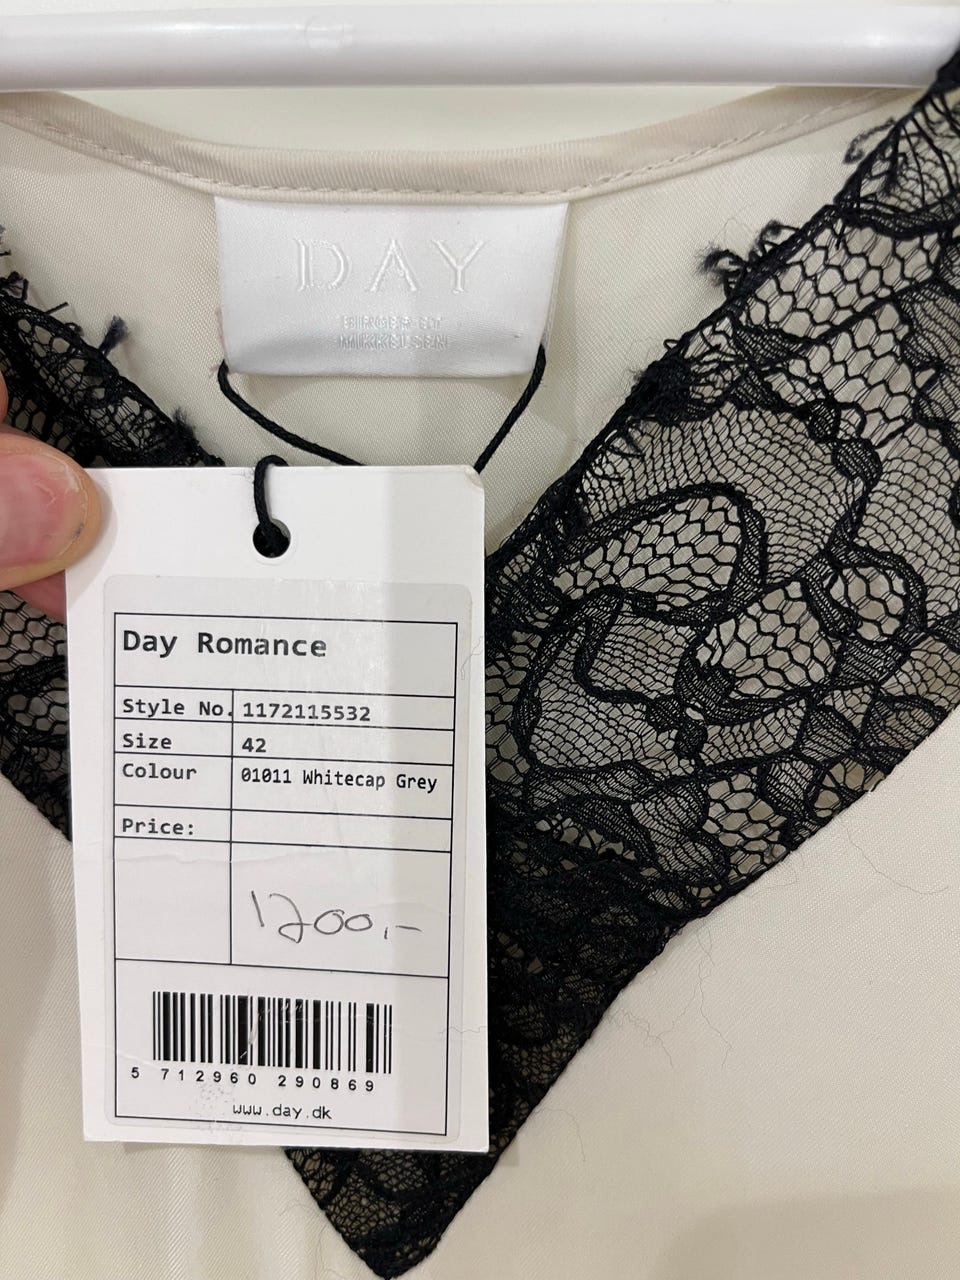 DAY
BIRGER ET
MIKKELSEN
Day Romance
Style No. 1172115532
Size 42
Colour 01011 Whitecap Grey
Price:
1200,-
5 712960 290869
www.day.dk